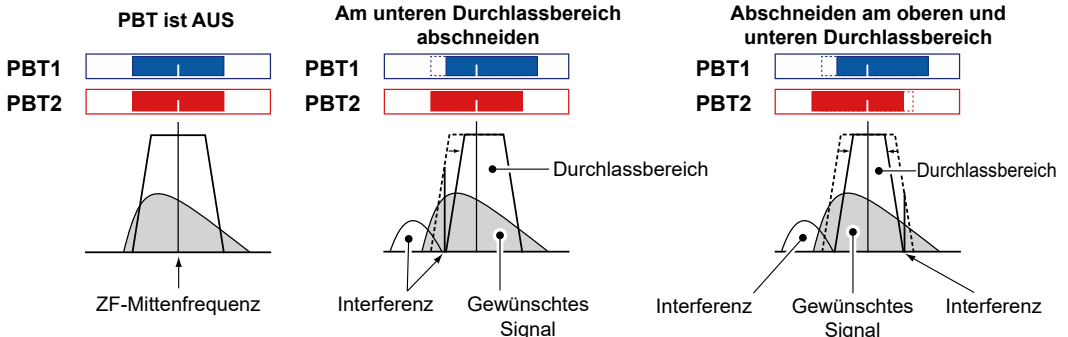 PBT ist AUS
PBT1
PBT2
ZF-Mittenfrequenz
Am unteren Durchlassbereich
abschneiden
PBT1
PBT2
Durchlassbereich
Interferenz
Gewünschtes
Signal
Abschneiden am oberen und
unteren Durchlassbereich
PBT1
PBT2
Durchlassbereich
Interferenz
Gewünschtes
Signal
Interferenz